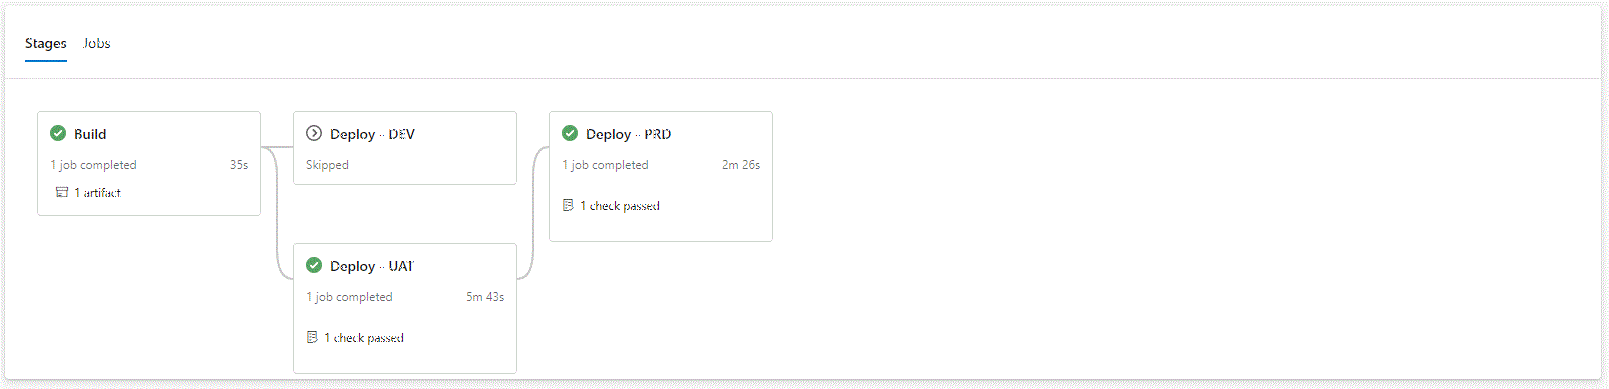 Stages Jobs
Build
1 job completed 35s
1 artifact
Deploy - DEV
Skipped
Deploy - UAT
1 job completed 5m 43s
1 check passed
Deploy - PRD
1 job completed 2m 26s
1 check passed